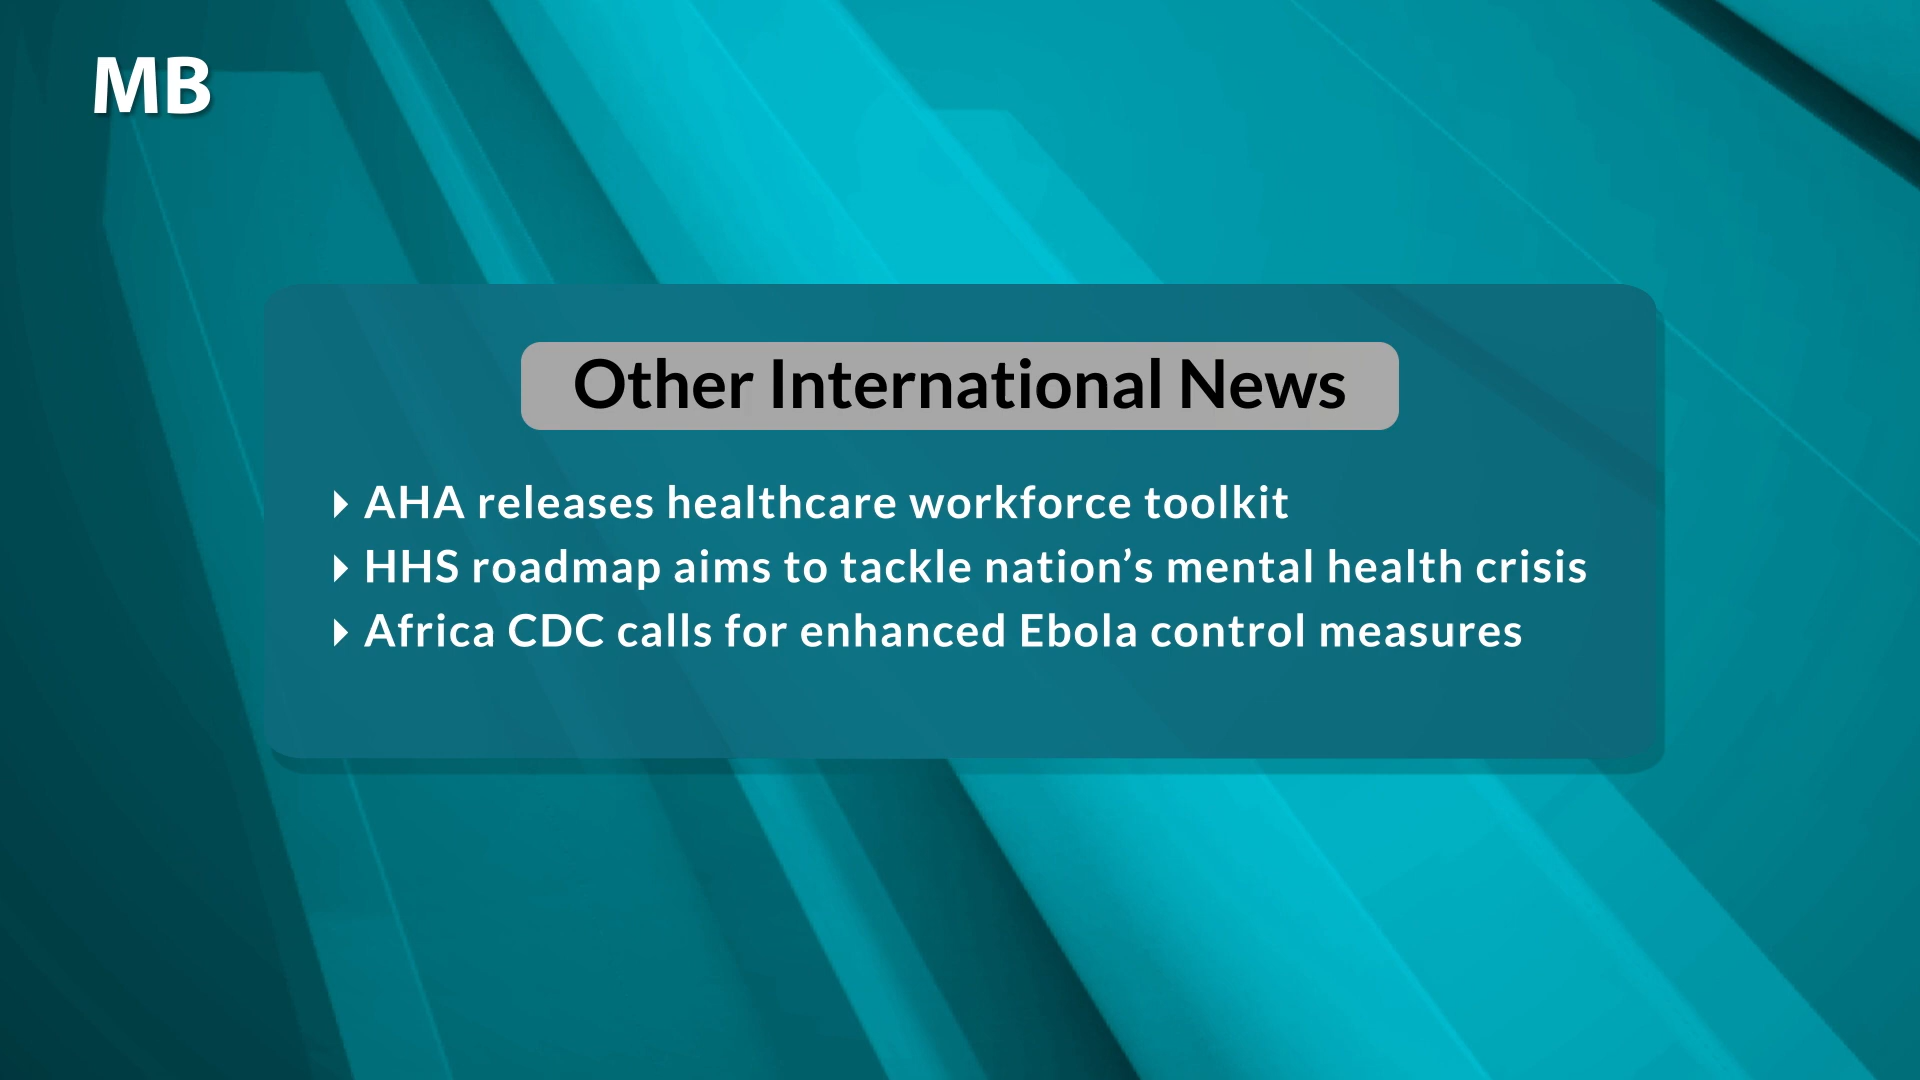 MB
Other International News
AHA releases healthcare workforce toolkit
HHS roadmap aims to tackle nation’s mental health crisis
Africa CDC calls for enhanced Ebola control measures